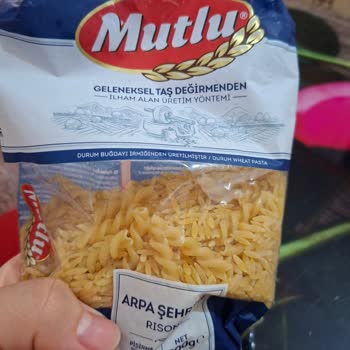 Mutlu®
GELENEKSEL TAŞ DEĞİRMENDEN
İLHAM ALAN ÜRETİM YÖNTEMİ
DURUM BUĞDAYI İRMİĞİNDEN ÜRETİLMİŞTİR / DURUM WHEAT PASTA
Mutlu
ARPA ŞEHR
RISON
NET